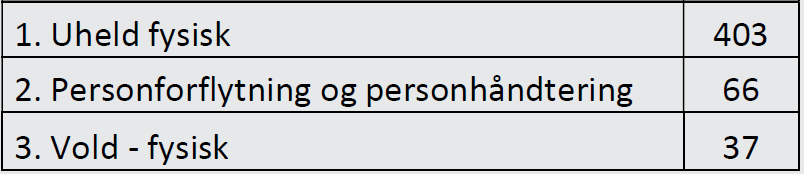 1. Uheld fysisk 403
2. Personforflytning og personhåndtering 66
3. Vold - fysisk 37